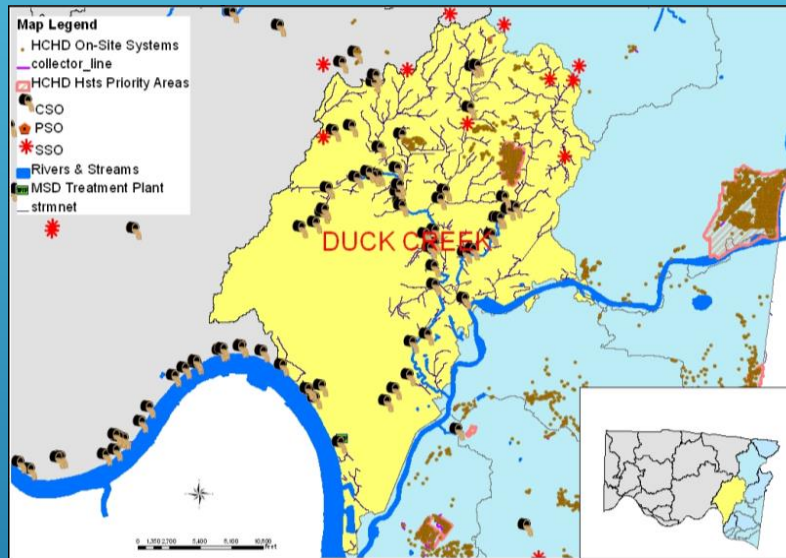 Map Legend
HCHD On-Site Systems
collector_line
HCHD Hsts Priority Areas
CSO
PSO
SSO
Rivers & Streams
MSD Treatment Plant
strmnet
DUCK CREEK
feet